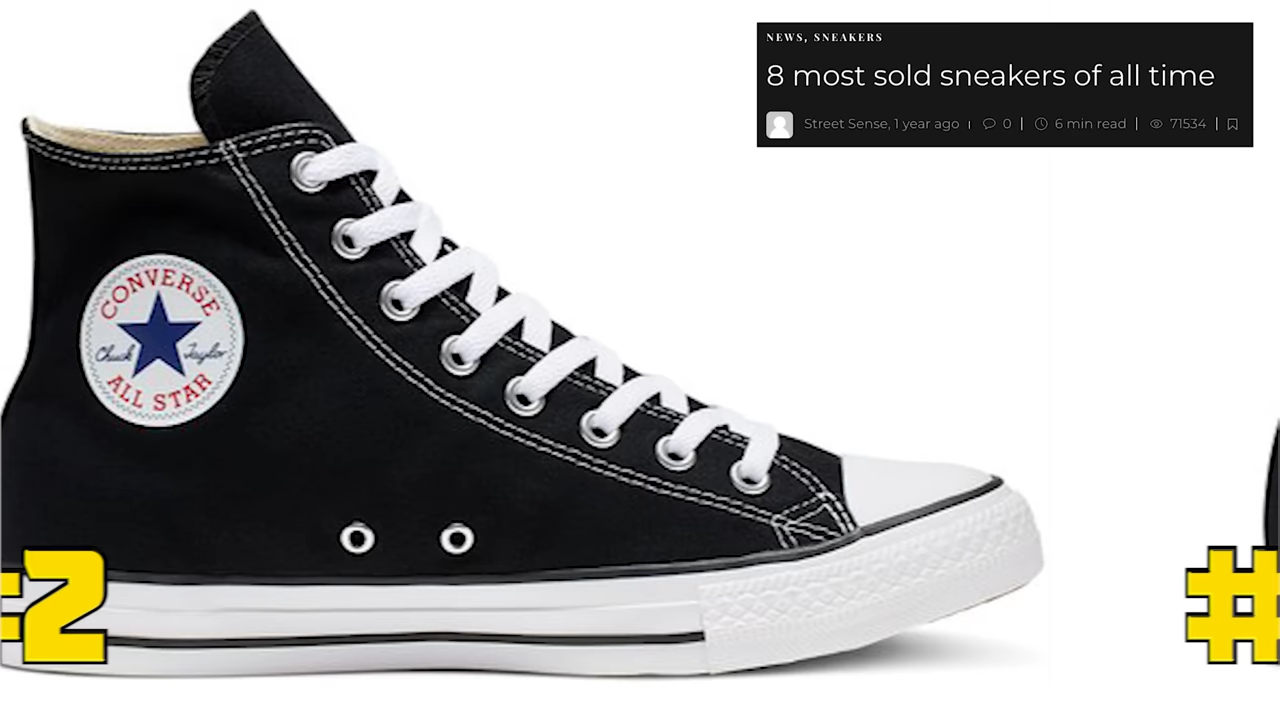 NEWS, SNEAKERS
8 most sold sneakers of all time
Street Sense, 1 year ago 0 6 min read 71534
CONVERSE
Chuck Taylor
ALL STAR
#2
#